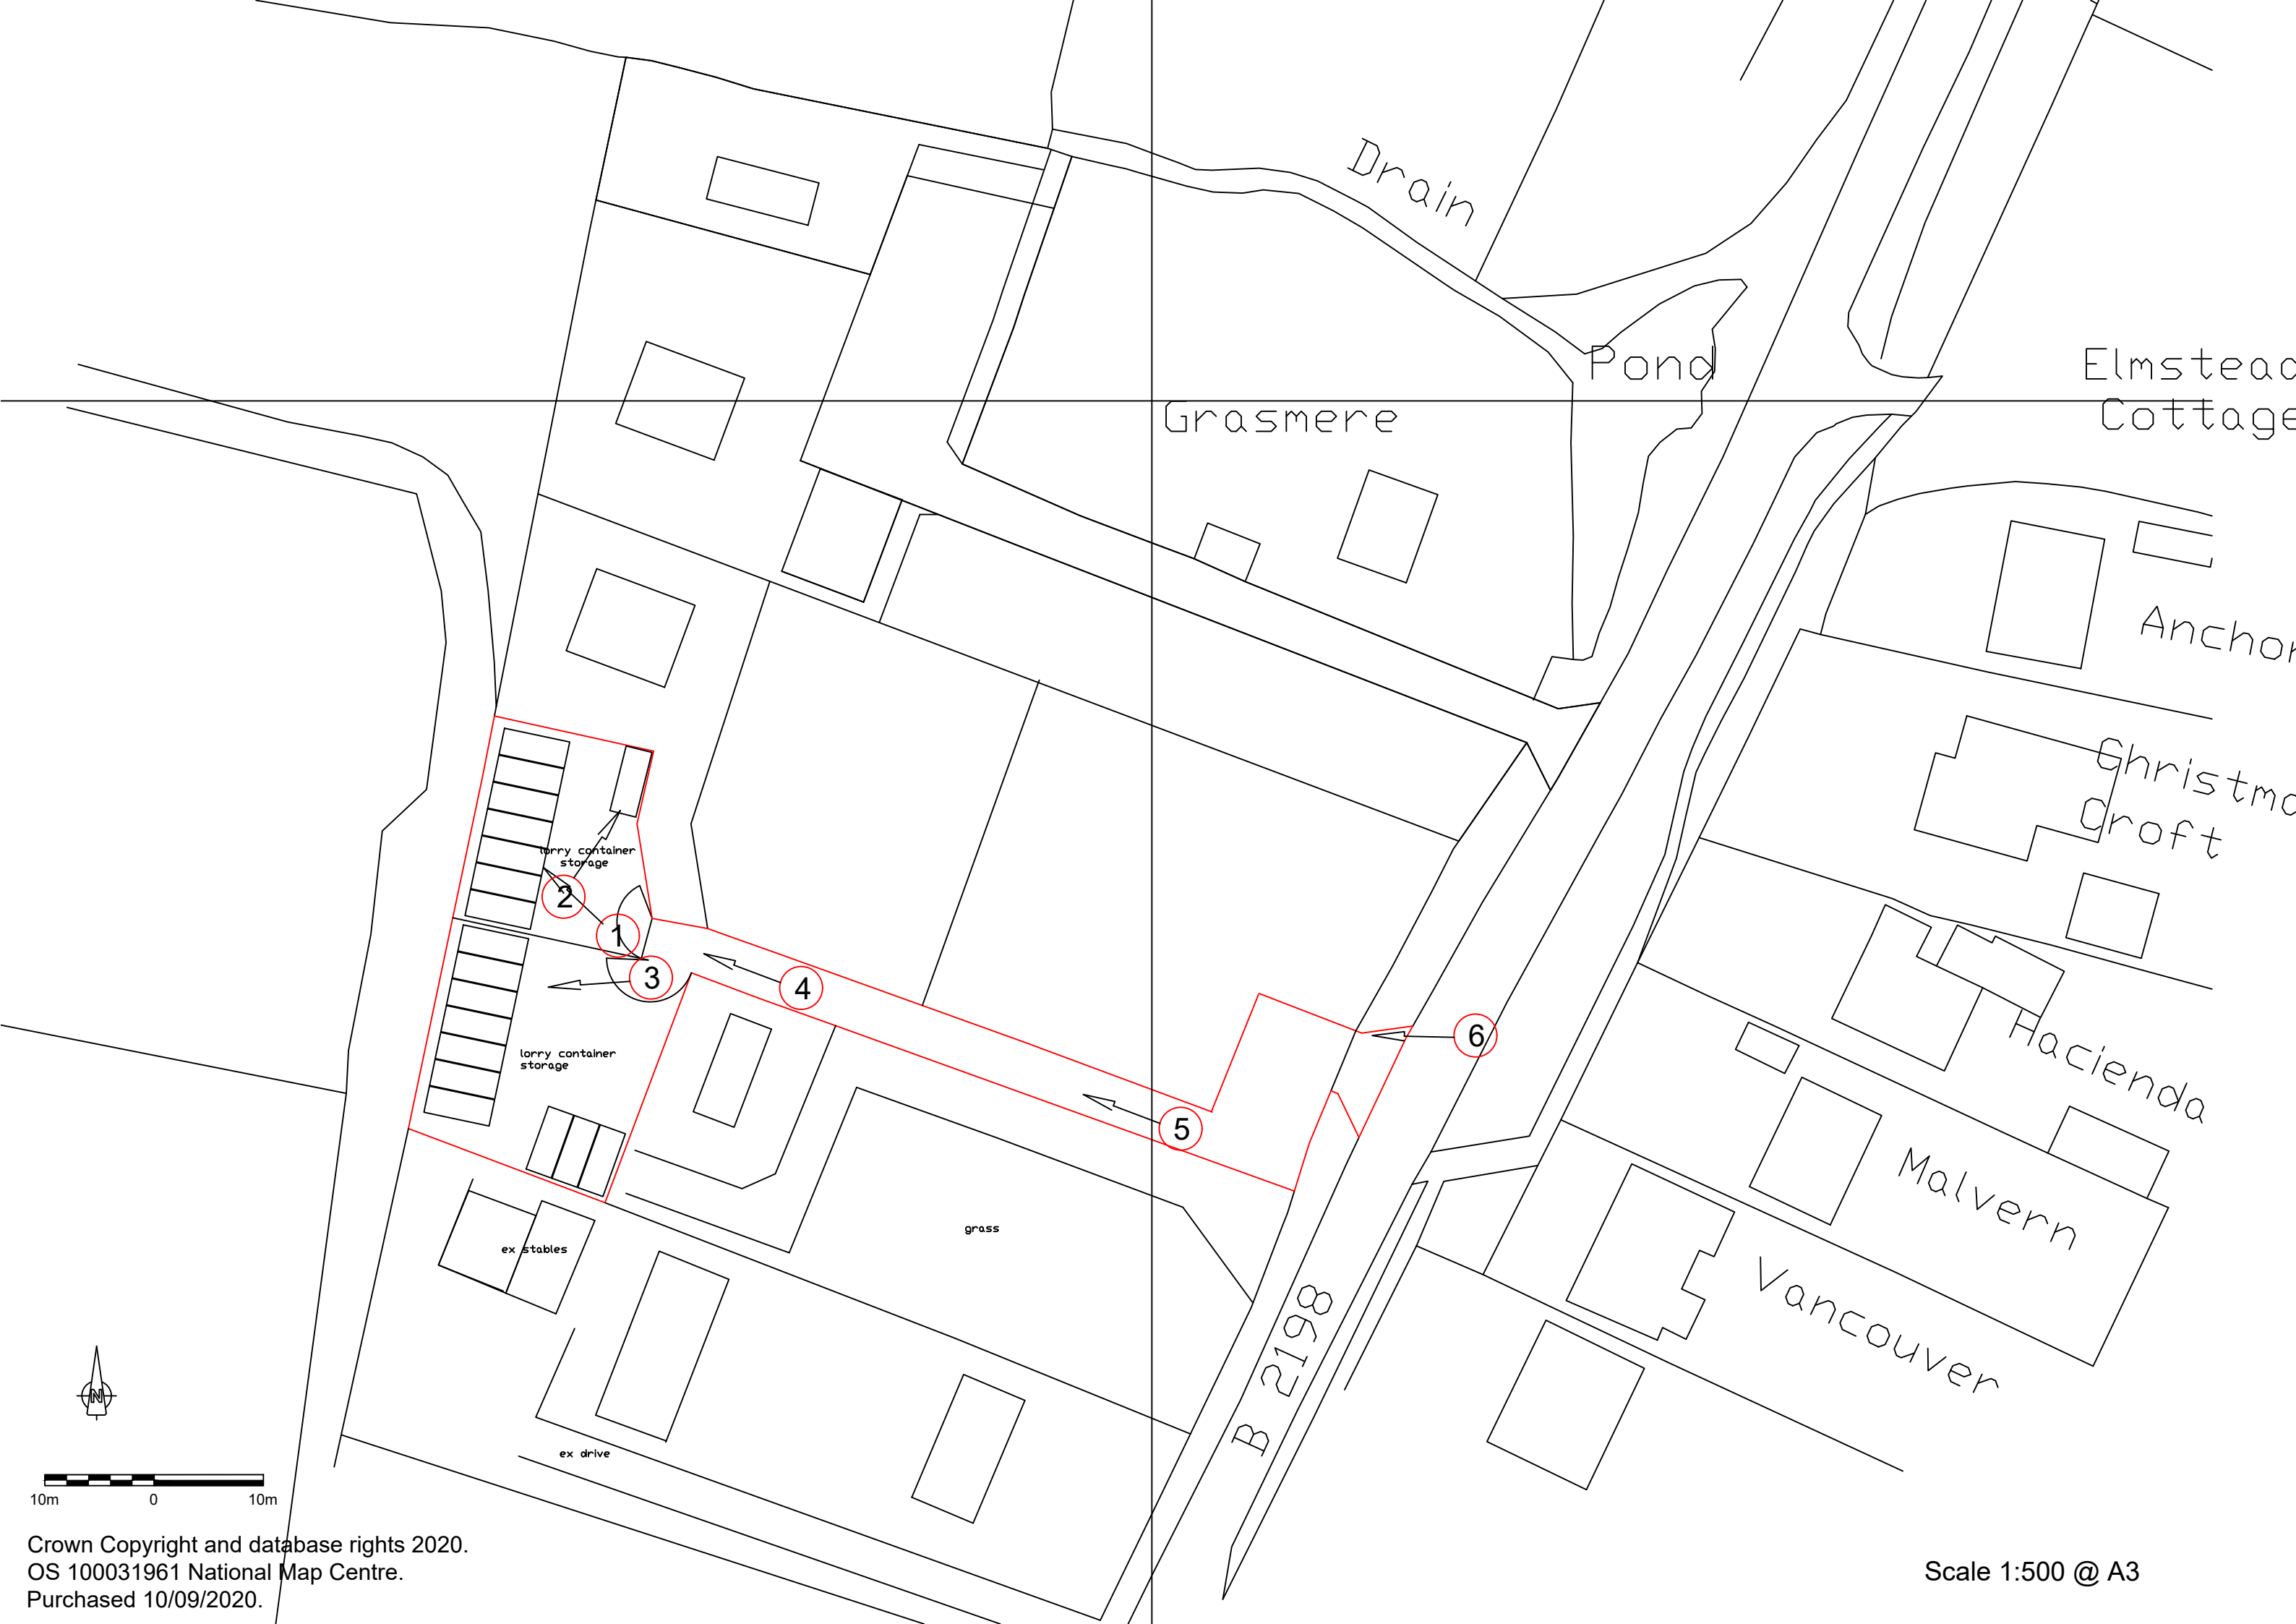 Drain
Pond
Elmstead
Cottage
Grasmere
Anchor
Christma
Croft
lorry container
storage
2
1
3
4
6
5
Hacienda
lorry container
storage
Malvern
grass
ex stables
Vancouver
B 2198
N
ex drive
10m 0 10m
Crown Copyright and database rights 2020.
OS 100031961 National Map Centre.
Purchased 10/09/2020.
Scale 1:500 @ A3